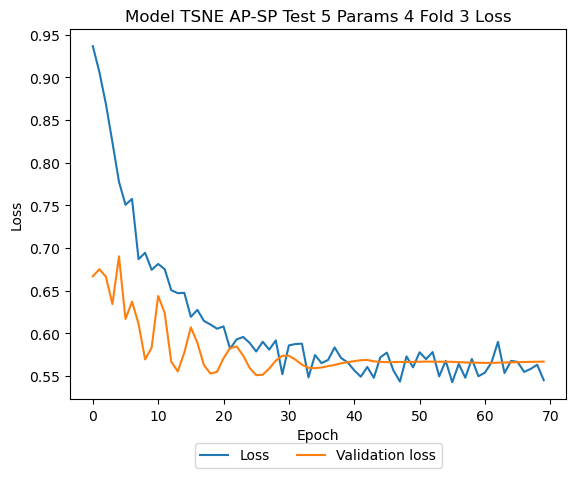 Model TSNE AP-SP Test 5 Params 4 Fold 3 Loss
0.95
0.90
0.85
0.80
0.75
0.70
0.65
0.60
0.55
Loss
0 10 20 30 40 50 60 70
Epoch
Loss Validation loss